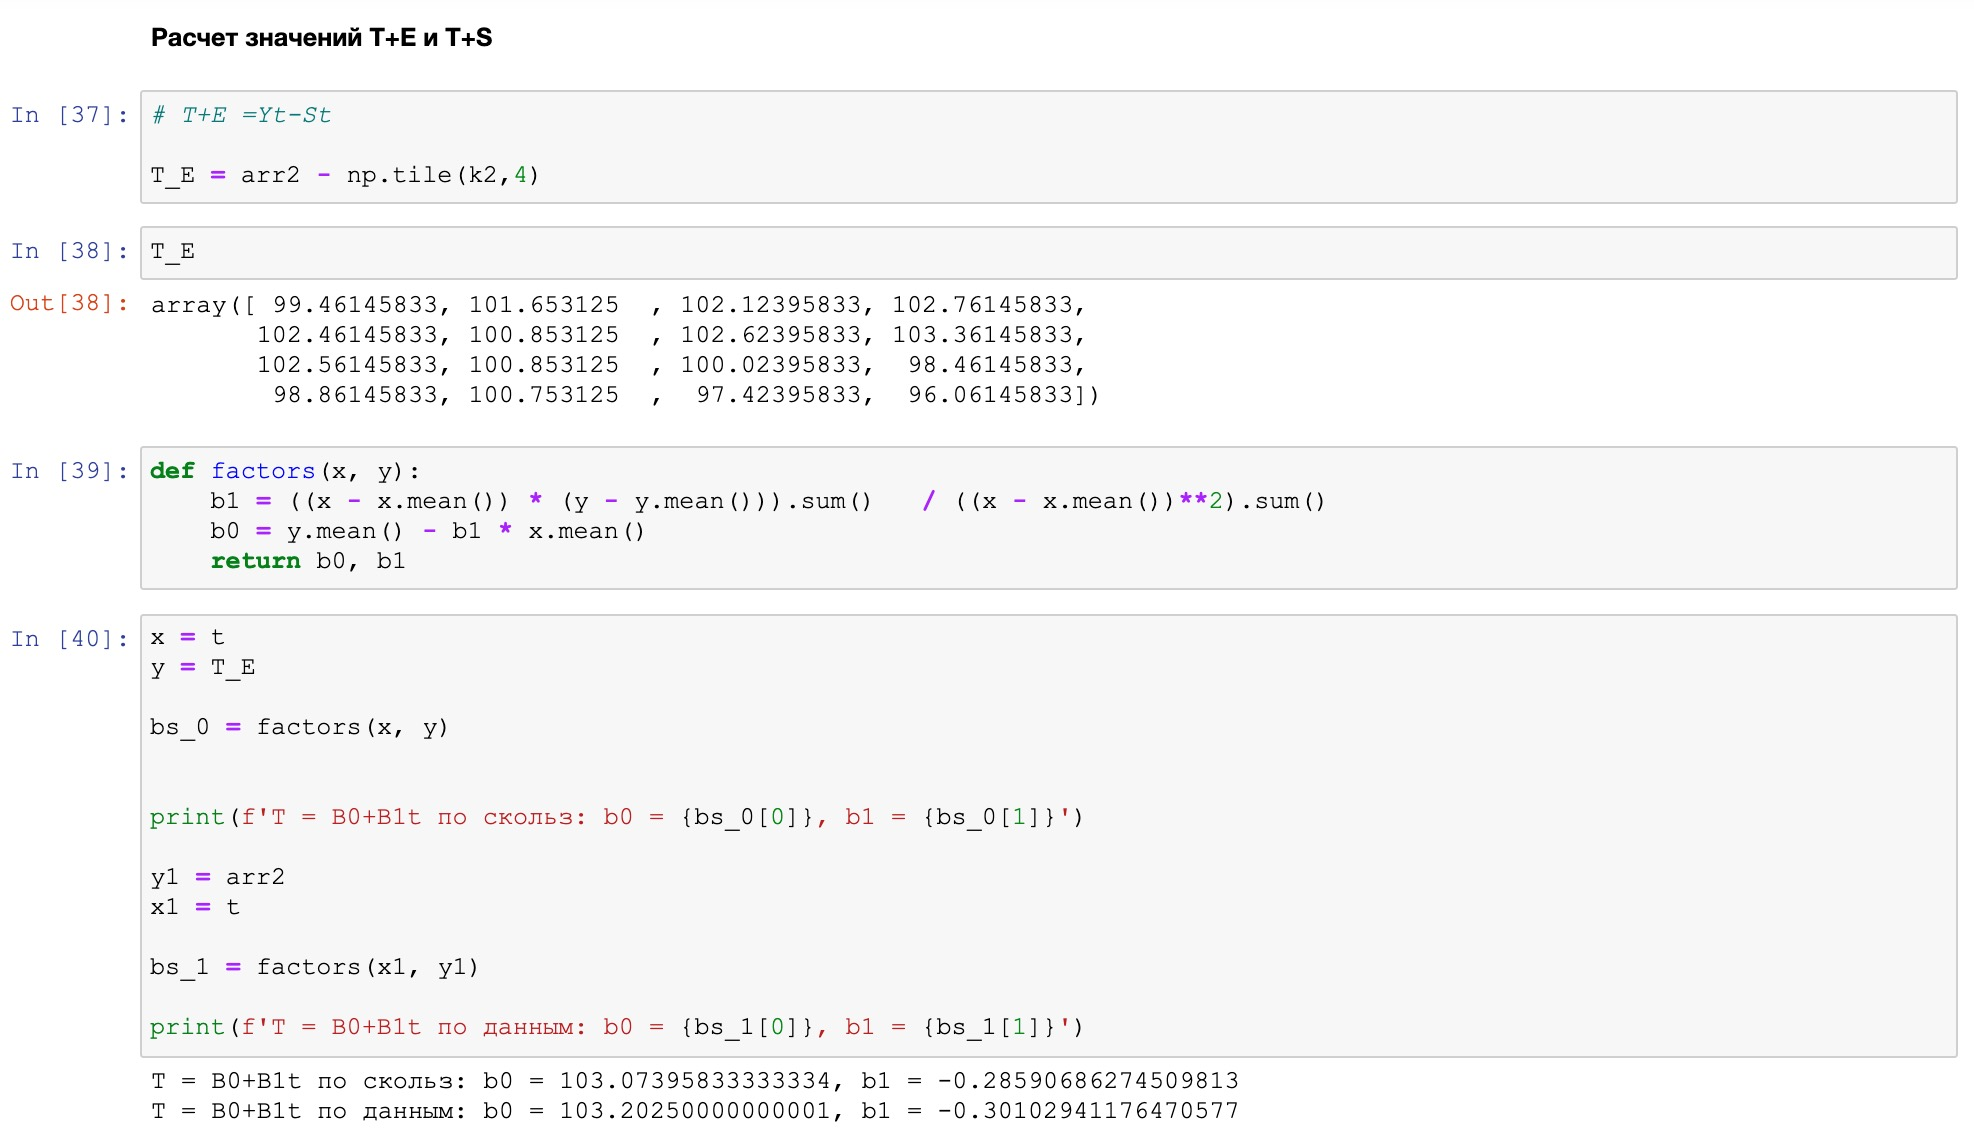 Расчет значений T+E и T+S
In [37]: # T+E =Yt-St
T_E = arr2 - np.tile(k2,4)
In [38]: T_E
Out[38]: array([ 99.46145833, 101.653125  , 102.12395833, 102.76145833,
       102.46145833, 100.853125  , 102.62395833, 103.36145833,
       102.56145833, 100.853125  , 100.02395833,  98.46145833,
        98.86145833, 100.753125  ,  97.42395833,  96.06145833])
In [39]: def factors(x, y):
    b1 = ((x - x.mean()) * (y - y.mean())).sum()   / ((x - x.mean())**2).sum()
    b0 = y.mean() - b1 * x.mean()
    return b0, b1
In [40]: x = t
y = T_E
bs_0 = factors(x, y)
print(f'T = B0+B1t по скольз: b0 = {bs_0[0]}, b1 = {bs_0[1]}')
y1 = arr2
x1 = t
bs_1 = factors(x1, y1)
print(f'T = B0+B1t по данным: b0 = {bs_1[0]}, b1 = {bs_1[1]}')
T = B0+B1t по скольз: b0 = 103.07395833333334, b1 = -0.28590686274509813
T = B0+B1t по данным: b0 = 103.20250000000001, b1 = -0.30102941176470577